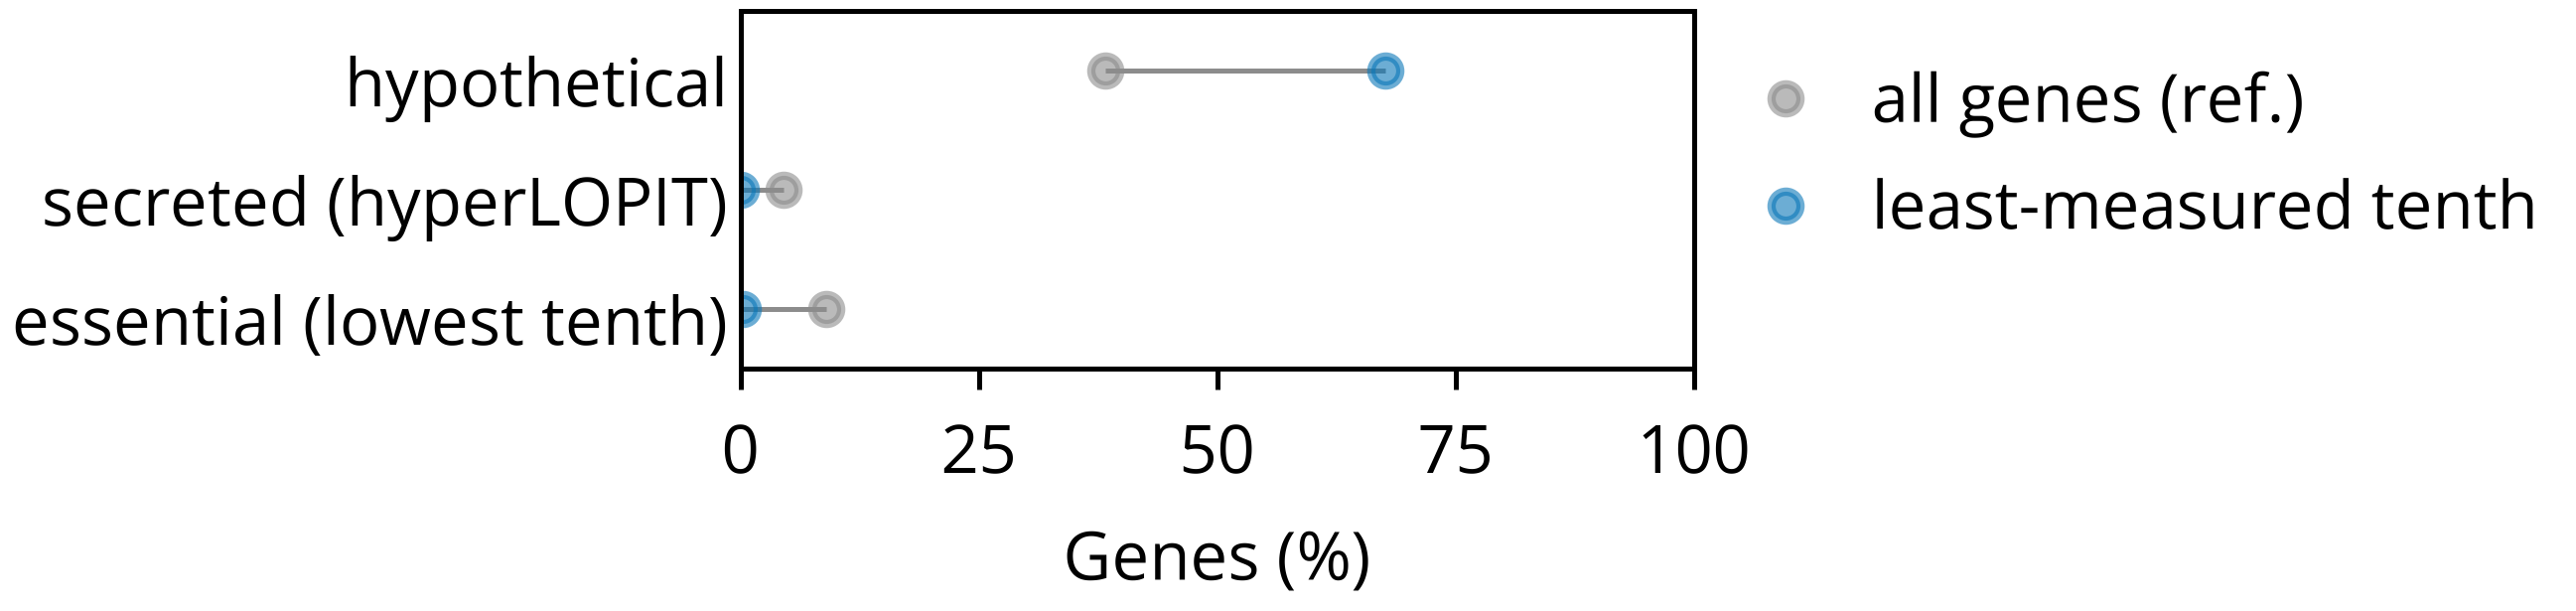 hypothetical
secreted (hyperLOPIT)
essential (lowest tenth)
0 25 50 75 100
Genes (%)
all genes (ref.)
least-measured tenth